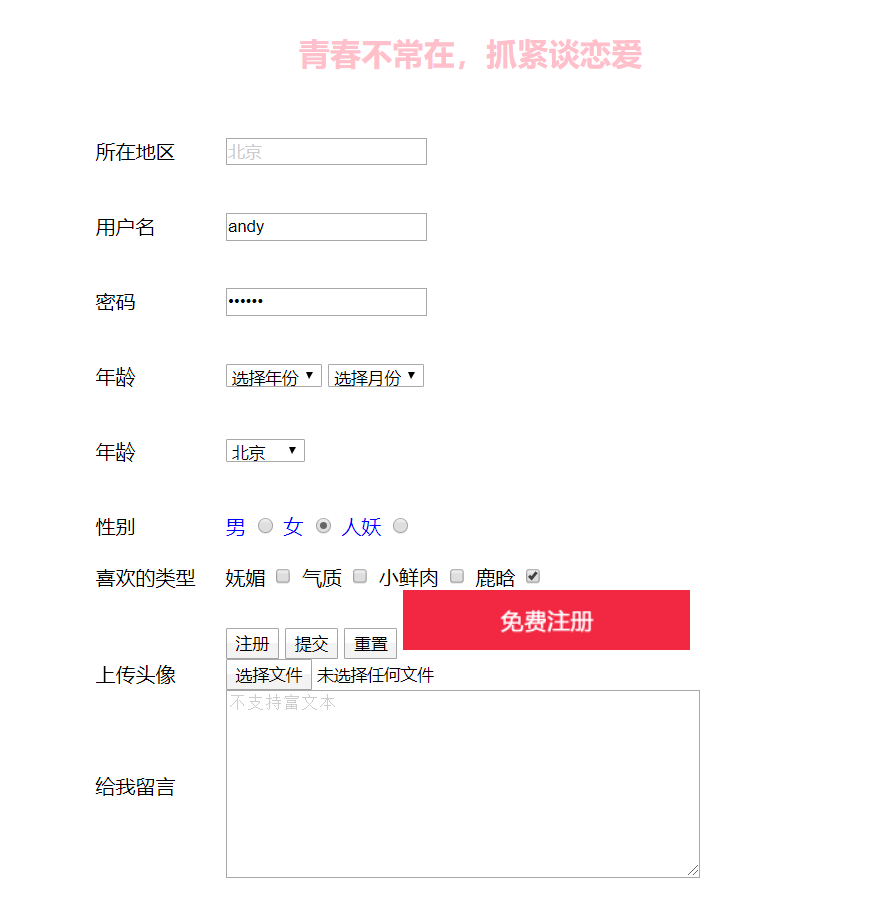 青春不常在，抓紧谈恋爱
所在地区 北京
用户名 andy
密码 ••••••
年龄 选择年份 选择月份
年龄 北京
性别 男 女 人妖
喜欢的类型 妩媚 气质 小鲜肉 鹿晗
注册 提交 重置 免费注册
上传头像 选择文件 未选择任何文件
不支持富文本
给我留言